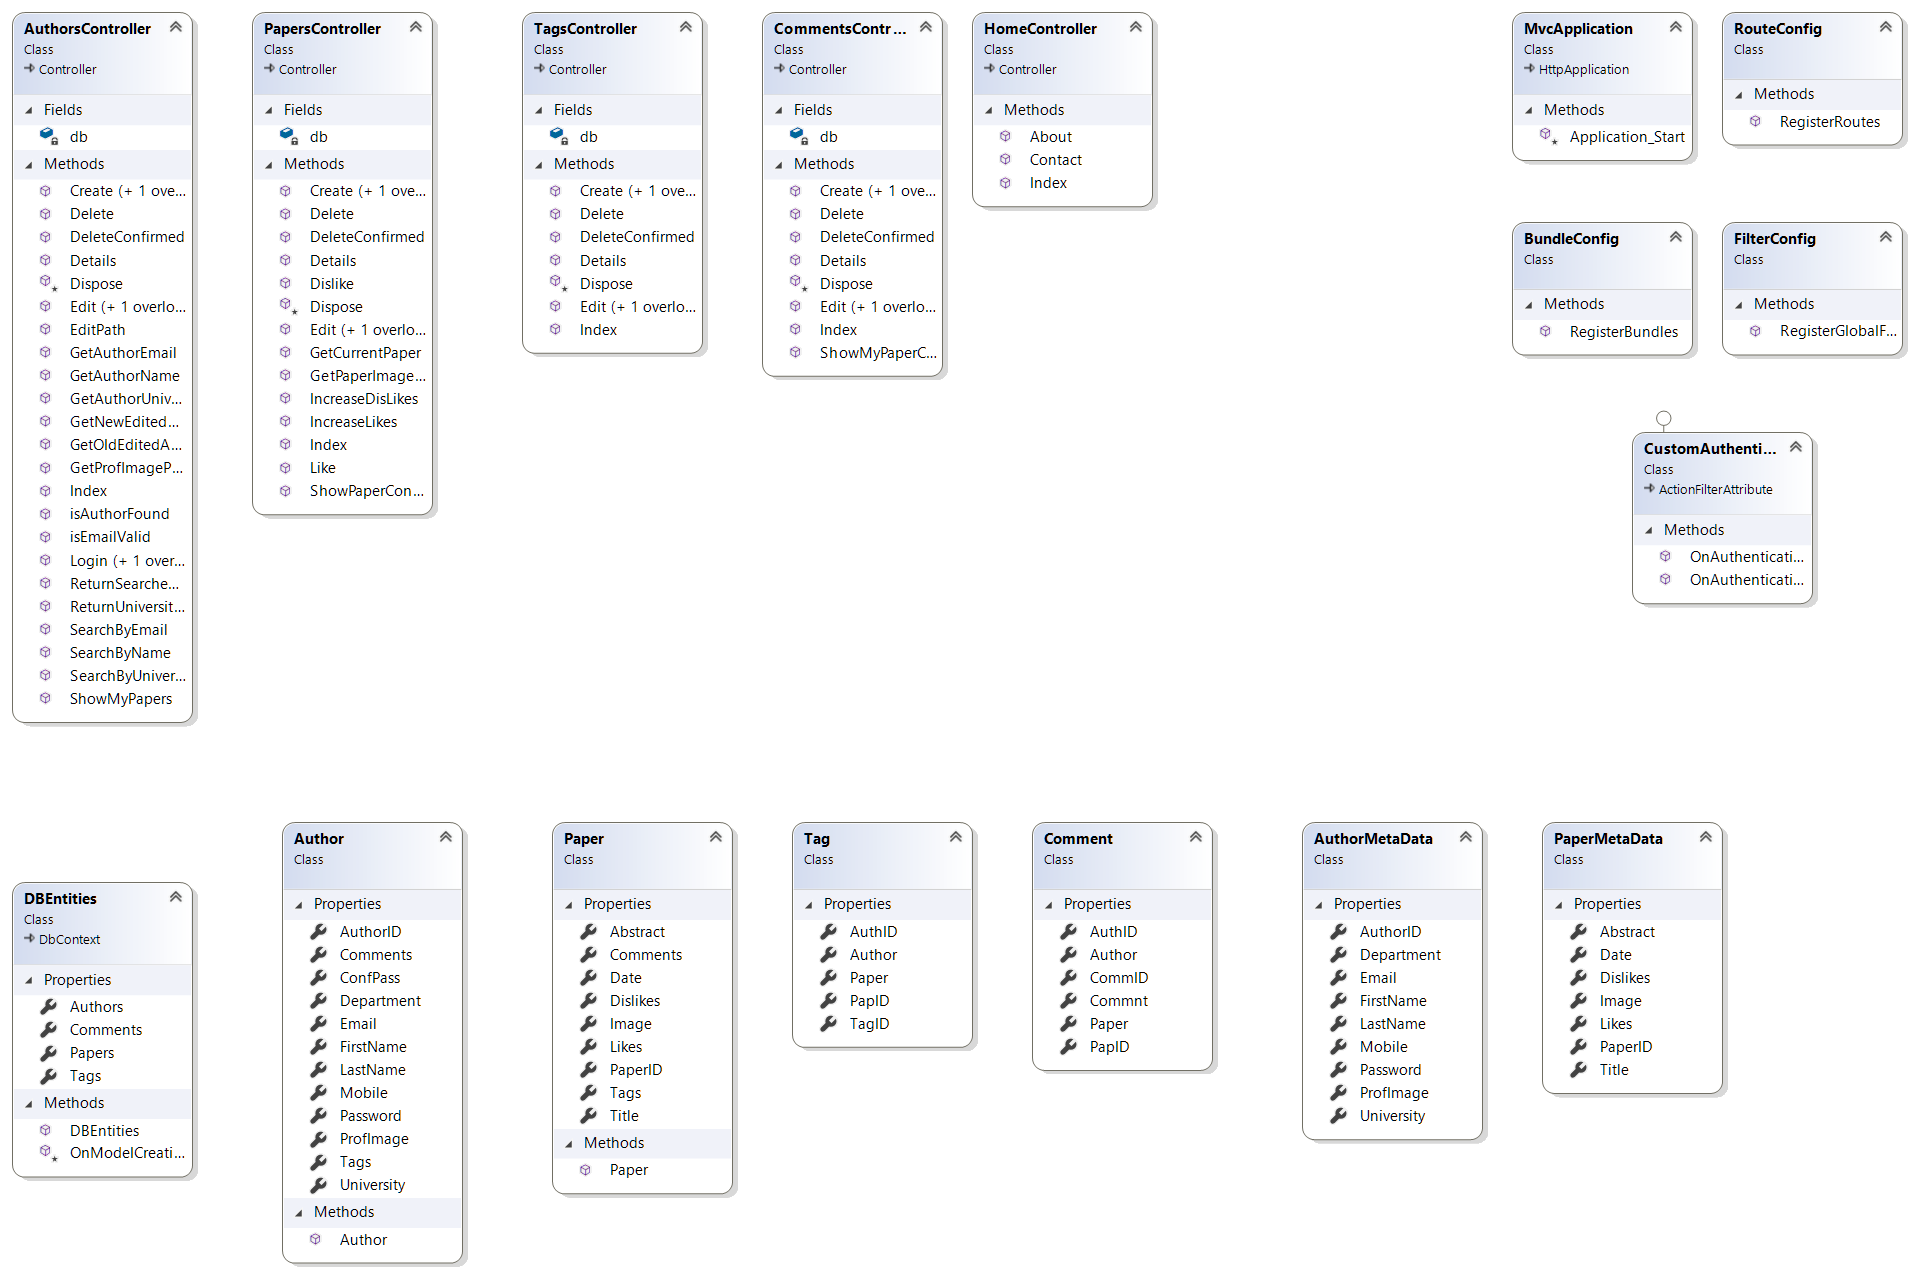 AuthorsController
Class
Controller
Fields
db
Methods
Create (+ 1 ove...
Delete
DeleteConfirmed
Details
Dispose
Edit (+ 1 overlo...
EditPath
GetAuthorEmail
GetAuthorName
GetAuthorUniv...
GetNewEdited...
GetOldEditedA...
GetProfImageP...
Index
isAuthorFound
isEmailValid
Login (+ 1 over...
ReturnSearche...
ReturnUniversit...
SearchByEmail
SearchByName
SearchByUniver...
ShowMyPapers
PapersController
Class
Controller
Fields
db
Methods
Create (+ 1 ove...
Delete
DeleteConfirmed
Details
Dislike
Dispose
Edit (+ 1 overlo...
GetCurrentPaper
GetPaperImage...
IncreaseDisLikes
IncreaseLikes
Index
Like
ShowPaperCon...
TagsController
Class
Controller
Fields
db
Methods
Create (+ 1 ove...
Delete
DeleteConfirmed
Details
Dispose
Edit (+ 1 overlo...
Index
CommentsContr...
Class
Controller
Fields
db
Methods
Create (+ 1 ove...
Delete
DeleteConfirmed
Details
Dispose
Edit (+ 1 overlo...
Index
ShowMyPaperC...
HomeController
Class
Controller
Methods
About
Contact
Index
MvcApplication
Class
HttpApplication
Methods
Application_Start
RouteConfig
Class
Methods
RegisterRoutes
BundleConfig
Class
Methods
RegisterBundles
FilterConfig
Class
Methods
RegisterGlobalF...
CustomAuthenti...
Class
ActionFilterAttribute
Methods
OnAuthenticati...
OnAuthenticati...
DBEntities
Class
DbContext
Properties
Authors
Comments
Papers
Tags
Methods
DBEntities
OnModelCreati...
Author
Class
Properties
AuthorID
Comments
ConfPass
Department
Email
FirstName
LastName
Mobile
Password
ProfImage
Tags
University
Methods
Author
Paper
Class
Properties
Abstract
Comments
Date
Dislikes
Image
Likes
PaperID
Tags
Title
Methods
Paper
Tag
Class
Properties
AuthID
Author
Paper
PapID
TagID
Comment
Class
Properties
AuthID
Author
CommID
Commnt
Paper
PapID
AuthorMetaData
Class
Properties
AuthorID
Department
Email
FirstName
LastName
Mobile
Password
ProfImage
University
PaperMetaData
Class
Properties
Abstract
Date
Dislikes
Image
Likes
PaperID
Title